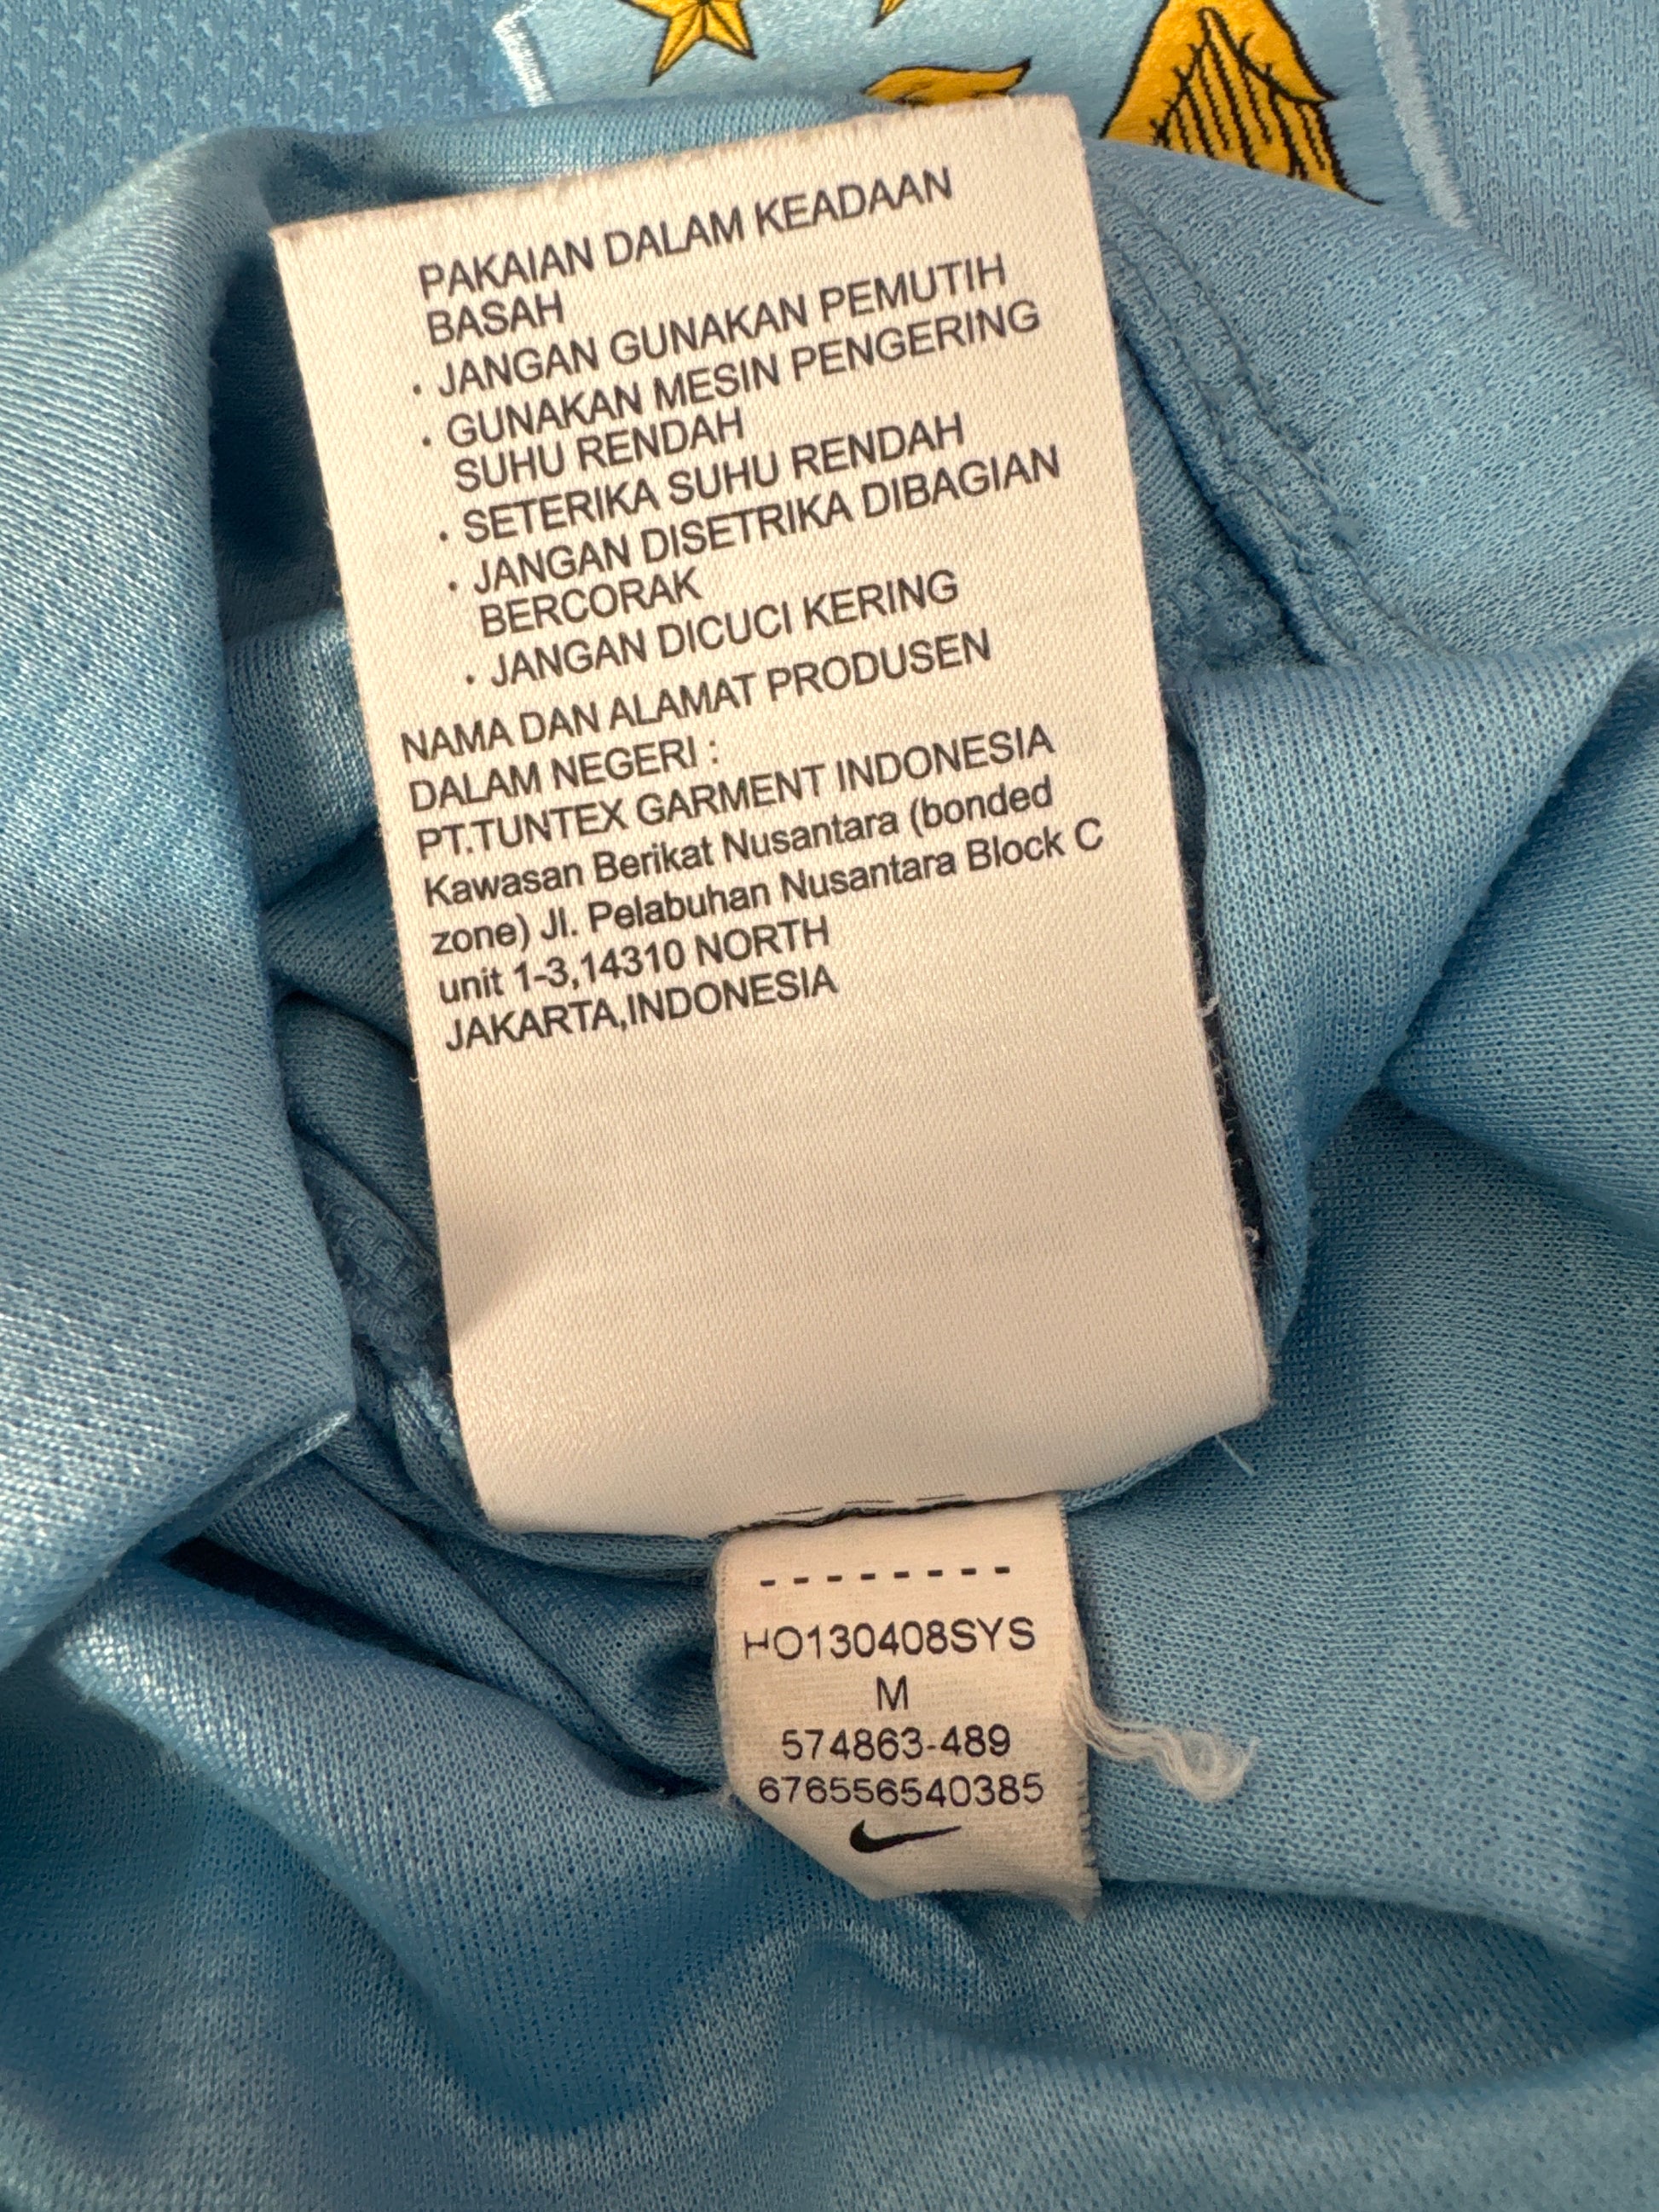 PAKAIAN DALAM KEADAAN
BASAH
. JANGAN GUNAKAN PEMUTIH
. GUNAKAN MESIN PENGERING
SUHU RENDAH
. SETERIKA SUHU RENDAH
. JANGAN DISETRIKA DIBAGIAN
BERCORAK
. JANGAN DICUCI KERING
NAMA DAN ALAMAT PRODUSEN
DALAM NEGERI :
PT.TUNTEX GARMENT INDONESIA
Kawasan Berikat Nusantara (bonded
zone) Jl. Pelabuhan Nusantara Block C
unit 1-3,14310 NORTH
JAKARTA,INDONESIA
--------
HO130408SYS
M
574863-489
676556540385